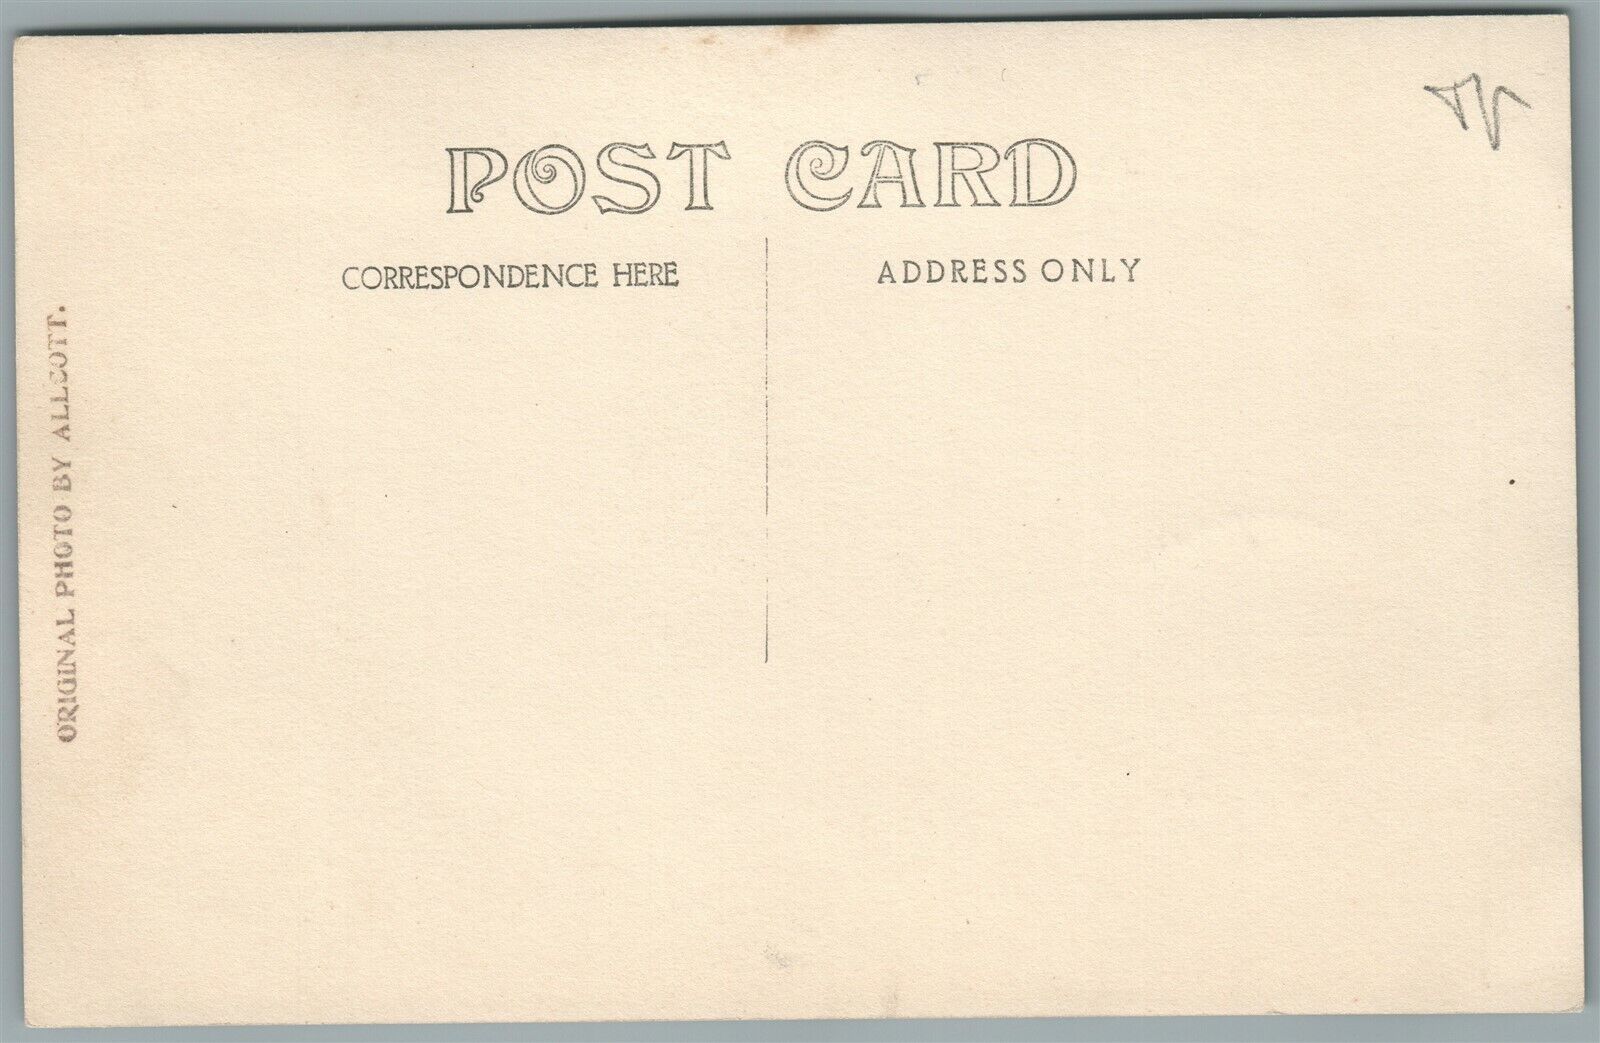 POST CARD
CORRESPONDENCE HERE
ADDRESS ONLY
ORIGINAL PHOTO BY ALLCOTT.